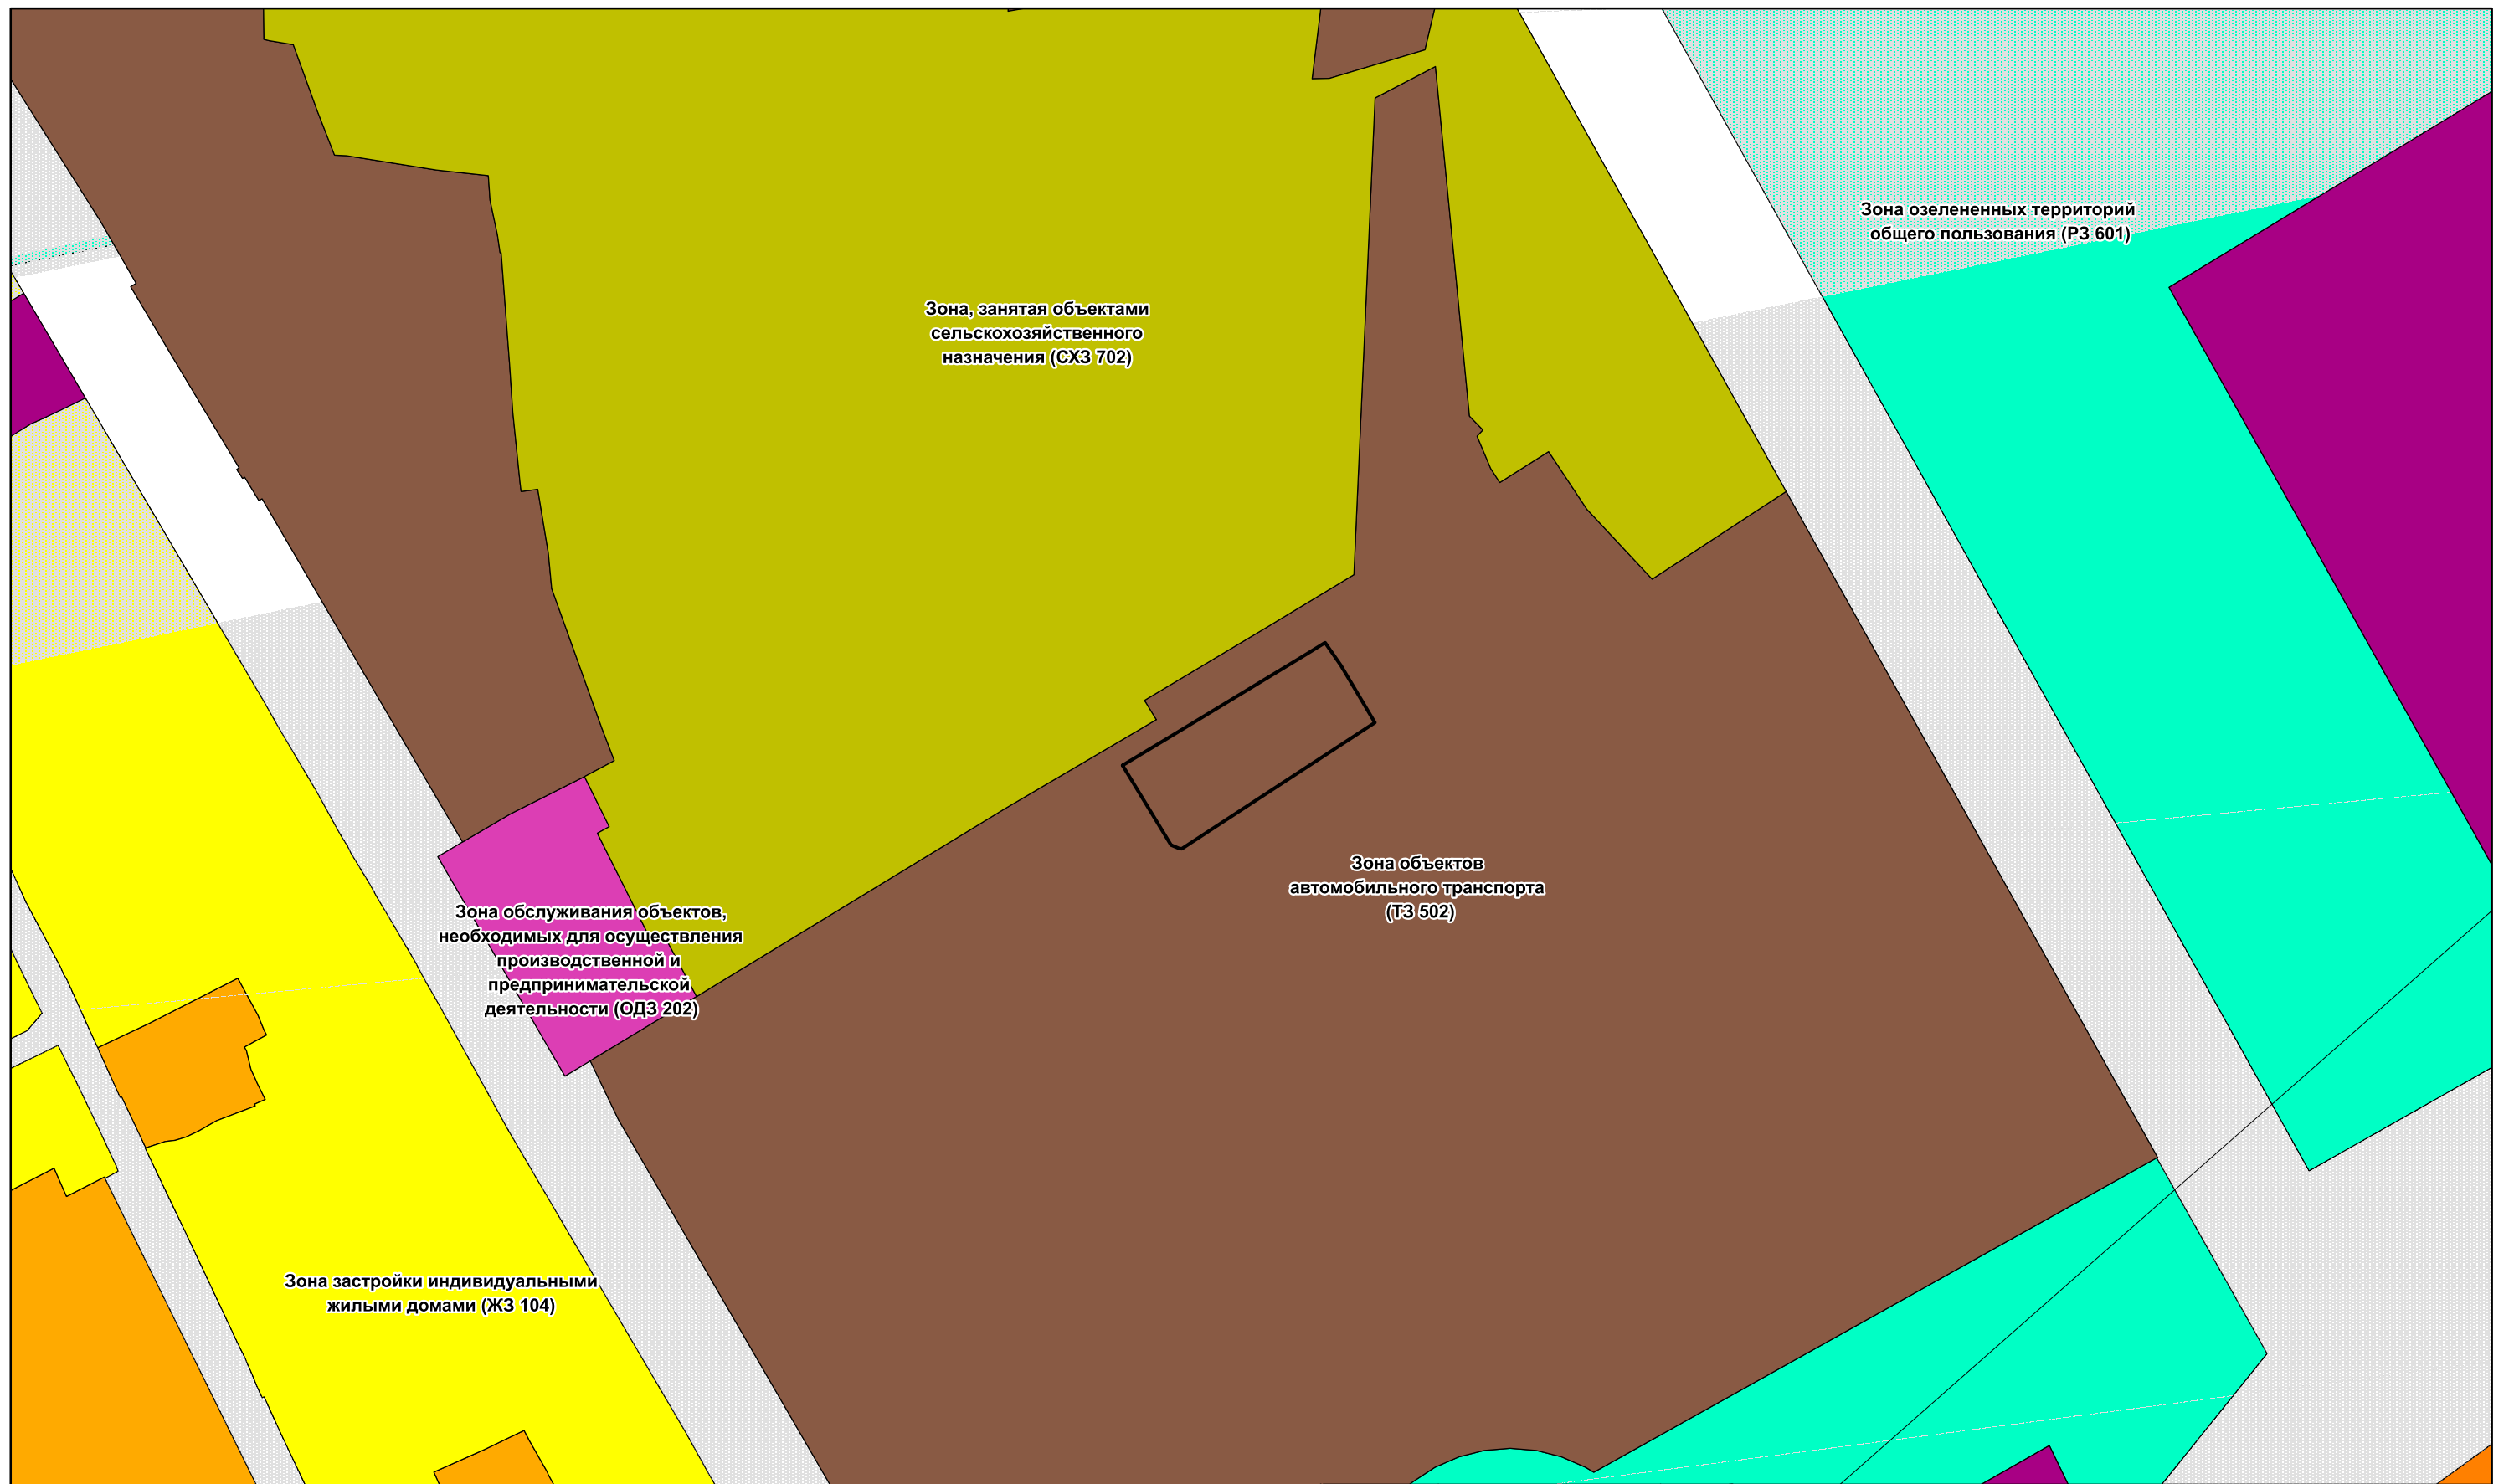 Зона озелененных территорий
общего пользования (РЗ 601)
Зона, занятая объектами
сельскохозяйственного
назначения (СХЗ 702)
Зона объектов
автомобильного транспорта
(ТЗ 502)
Зона обслуживания объектов,
необходимых для осуществления
производственной и
предпринимательской
деятельности (ОДЗ 202)
Зона застройки индивидуальными
жилыми домами (ЖЗ 104)